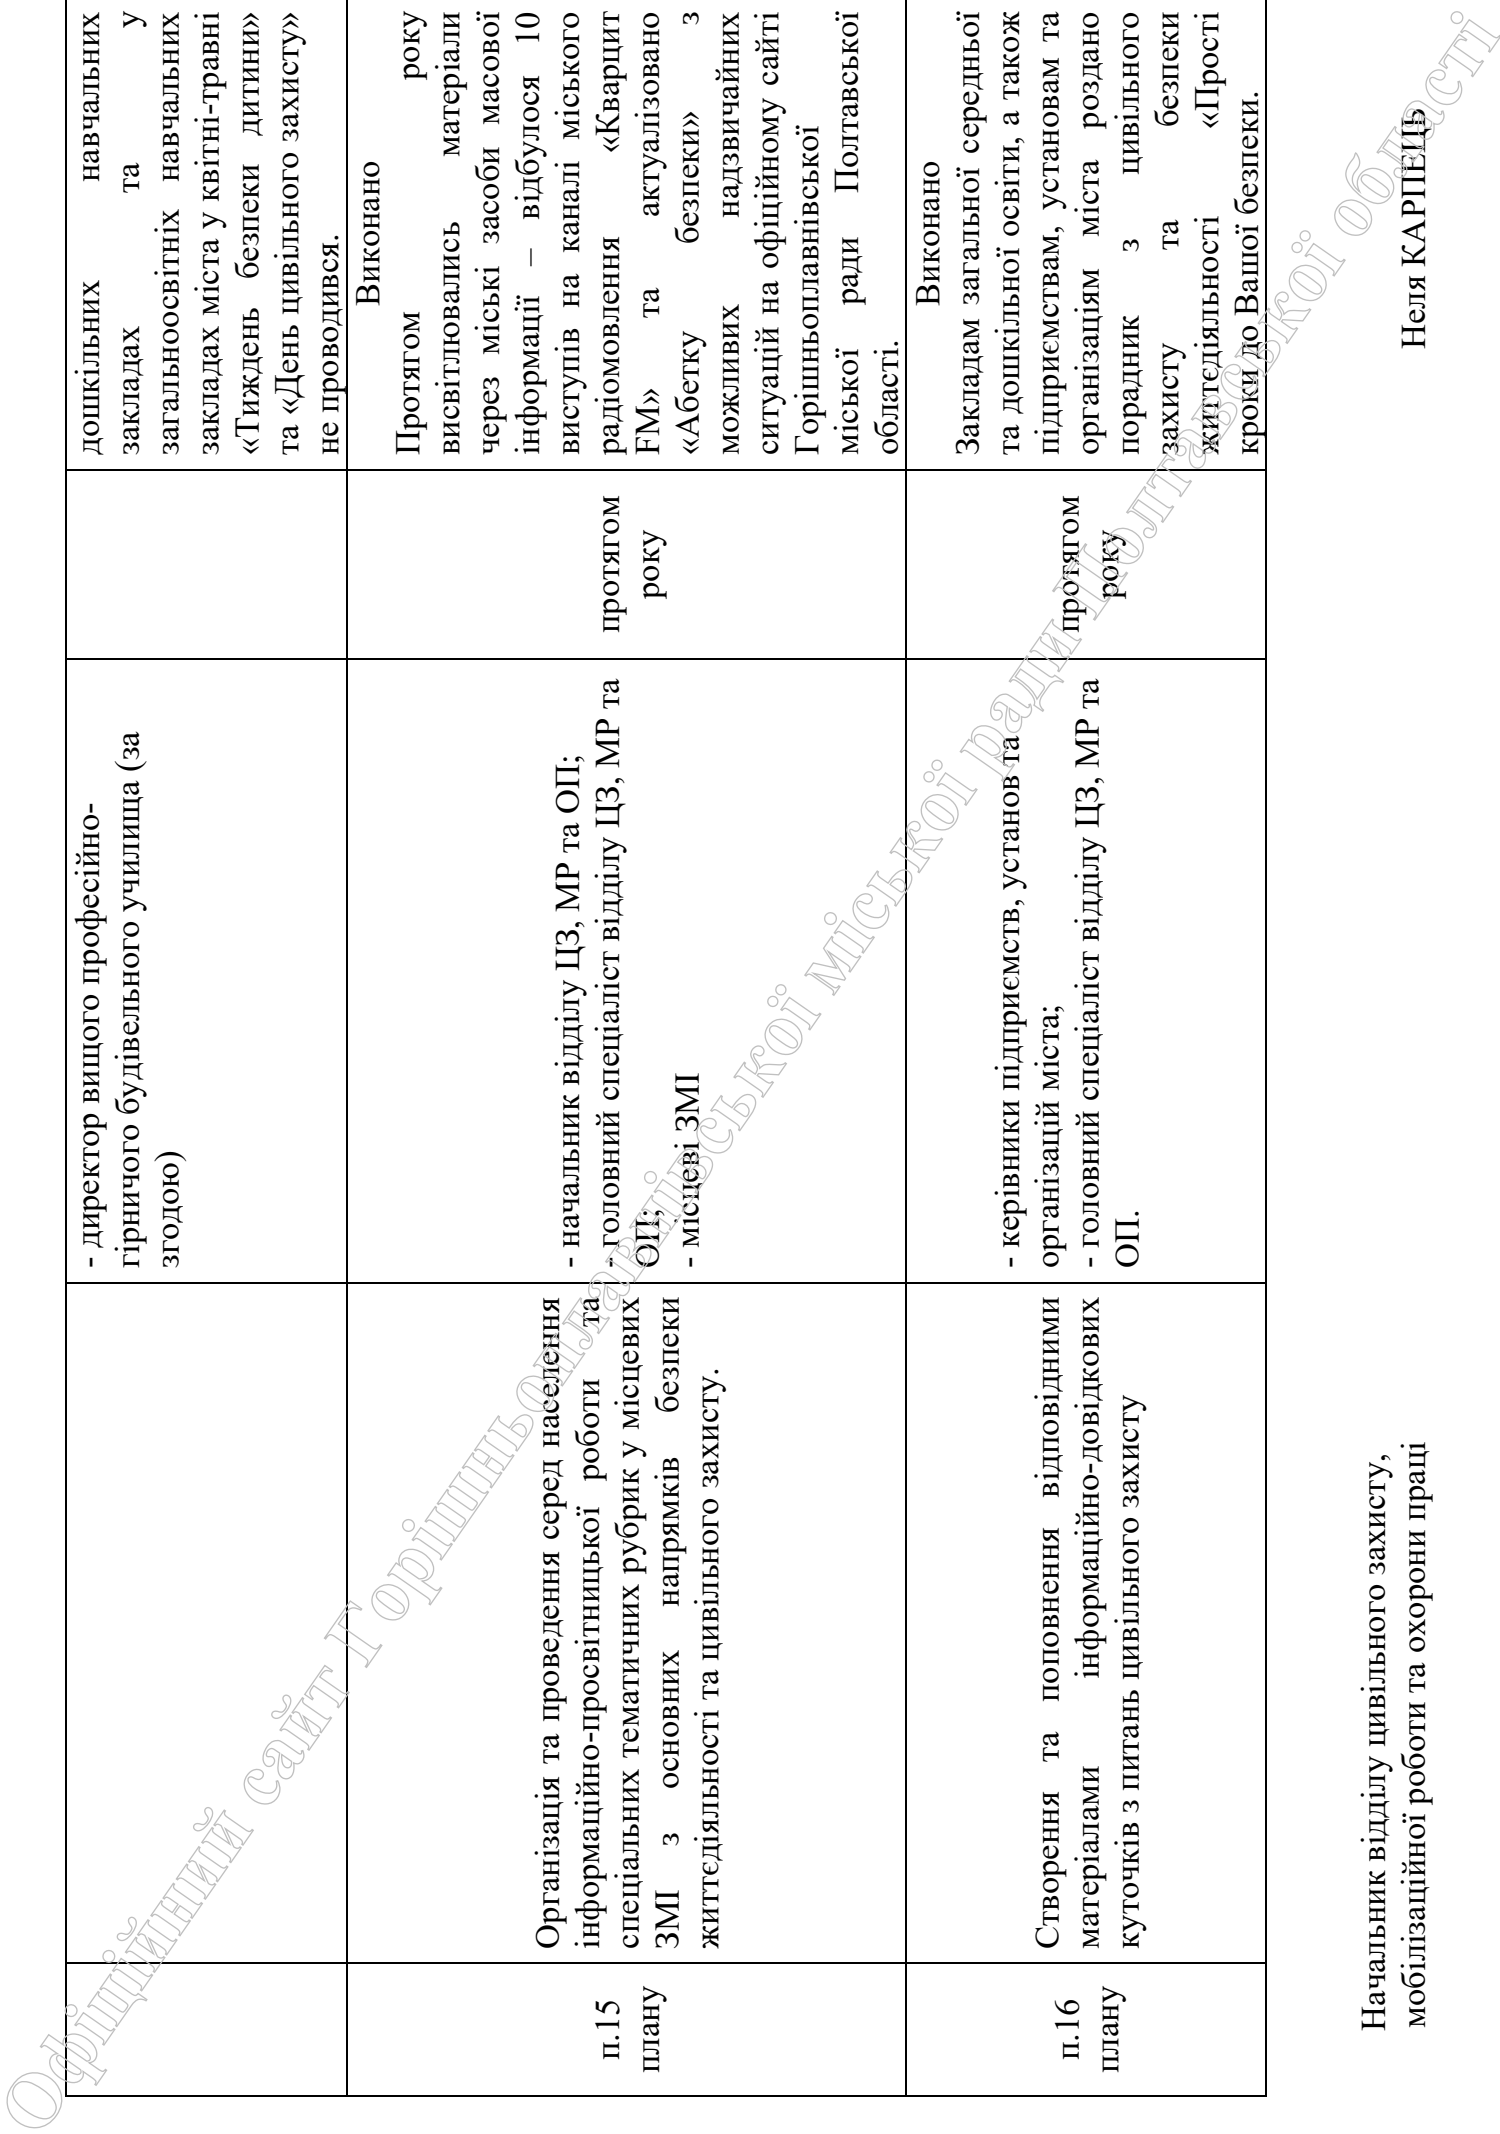 - директор вищого професійно-
гірничого будівельного училища (за
згодою)
дошкільних навчальних
закладах та у
загальноосвітніх навчальних
закладах міста у квітні-травні
«Тиждень безпеки дитини»
та «День цивільного захисту»
не проводився.
п.15
плану
Організація та проведення серед населення
інформаційно-просвітницької роботи та
спеціальних тематичних рубрик у місцевих
ЗМІ з основних напрямків безпеки
життєдіяльності та цивільного захисту.
- начальник відділу ЦЗ, МР та ОП;
- головний спеціаліст відділу ЦЗ, МР та
ОП;
- місцеві ЗМІ
протягом
року
Виконано
Протягом року
висвітлювались матеріали
через міські засоби масової
інформації – відбулося 10
виступів на каналі міського
радіомовлення «Кварцит
FM» та актуалізовано
«Абетку безпеки» з
можливих надзвичайних
ситуацій на офіційному сайті
Горішньоплавнівської
міської ради Полтавської
області.
п.16
плану
Створення та поповнення відповідними
матеріалами інформаційно-довідкових
куточків з питань цивільного захисту
- керівники підприємств, установ та
організацій міста;
- головний спеціаліст відділу ЦЗ, МР та
ОП.
протягом
року
Виконано
Закладам загальної середньої
та дошкільної освіти, а також
підприємствам, установам та
організаціям міста роздано
порадник з цивільного
захисту та безпеки
життєдіяльності «Прості
кроки до Вашої безпеки.
Начальник відділу цивільного захисту,
мобілізаційної роботи та охорони праці
Неля КАРПЕЦЬ
Офіційний сайт Горішньоплавнівської міської ради Полтавської області